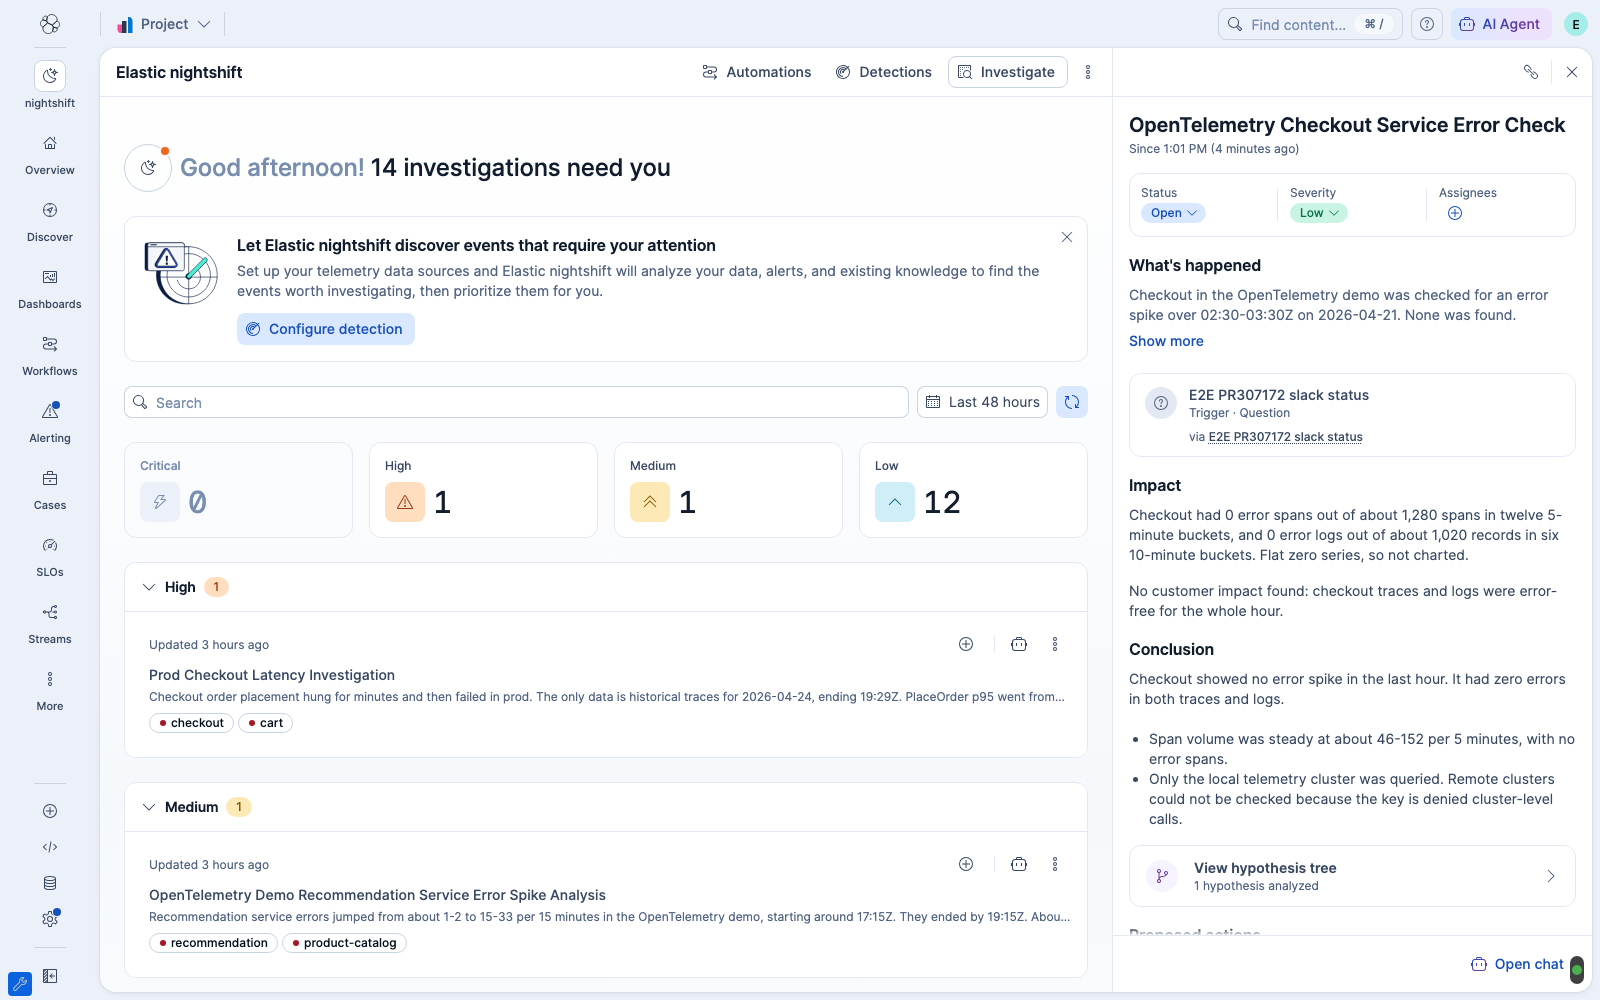 Project
Find content...
⌘ /
AI Agent
E
nightshift
Overview
Discover
Dashboards
Workflows
Alerting
Cases
SLOs
Streams
More
Elastic nightshift
Automations
Detections
Investigate
Good afternoon! 14 investigations need you
Let Elastic nightshift discover events that require your attention
Set up your telemetry data sources and Elastic nightshift will analyze your data, alerts, and existing knowledge to find the
events worth investigating, then prioritize them for you.
Configure detection
Search
Last 48 hours
Critical
0
High
1
Medium
1
Low
12
High 1
Updated 3 hours ago
Prod Checkout Latency Investigation
Checkout order placement hung for minutes and then failed in prod. The only data is historical traces for 2026-04-24, ending 19:29Z. PlaceOrder p95 went from...
checkout
cart
Medium 1
Updated 3 hours ago
OpenTelemetry Demo Recommendation Service Error Spike Analysis
Recommendation service errors jumped from about 1-2 to 15-33 per 15 minutes in the OpenTelemetry demo, starting around 17:15Z. They ended by 19:15Z. Abou...
recommendation
product-catalog
OpenTelemetry Checkout Service Error Check
Since 1:01 PM (4 minutes ago)
Status
Open
Severity
Low
Assignees
What's happened
Checkout in the OpenTelemetry demo was checked for an error
spike over 02:30-03:30Z on 2026-04-21. None was found.
Show more
E2E PR307172 slack status
Trigger · Question
via E2E PR307172 slack status
Impact
Checkout had 0 error spans out of about 1,280 spans in twelve 5-
minute buckets, and 0 error logs out of about 1,020 records in six
10-minute buckets. Flat zero series, so not charted.
No customer impact found: checkout traces and logs were error-
free for the whole hour.
Conclusion
Checkout showed no error spike in the last hour. It had zero errors
in both traces and logs.
• Span volume was steady at about 46-152 per 5 minutes, with no
error spans.
• Only the local telemetry cluster was queried. Remote clusters
could not be checked because the key is denied cluster-level
calls.
View hypothesis tree
1 hypothesis analyzed
Proposed actions
Open chat